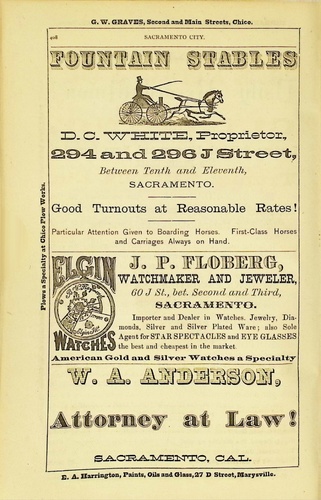 G. W. GRAVES, Second and Main Streets, Chico.
408 SACRAMENTO CITY.
FOUNTAIN STABLES
D. C. WHITE, Proprietor,
294 and 296 J Street,
Between Tenth and Eleventh,
SACRAMENTO.
Good Turnouts at Reasonable Rates!
Particular Attention Given to Boarding Horses. First-Class Horses
and Carriages Always on Hand.
Plows a Specialty at Chico Plow Works.
ELGIN
WATCHES
J. P. FLOBERG,
WATCHMAKER AND JEWELER,
60 J St., bet. Second and Third,
SACRAMENTO.
Importer and Dealer in Watches, Jewelry, Dia-
monds, Silver and Silver Plated Ware; also Sole
Agent for STAR SPECTACLES and EYE GLASSES
the best and cheapest in the market.
American Gold and Silver Watches a Specialty
W. A. ANDERSON,
Attorney at Law!
SACRAMENTO, CAL.
E. A. Harrington, Paints, Oils and Glass, 27 D Street, Marysville.